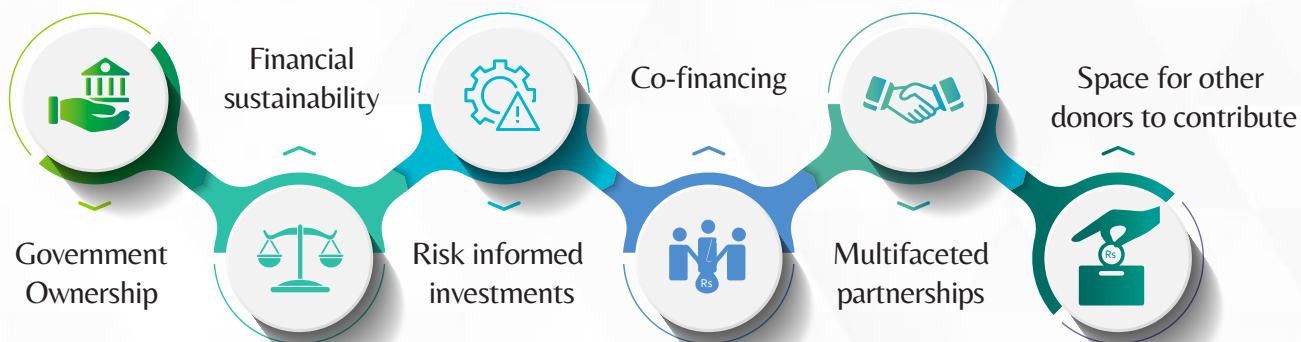 Government
Ownership
Financial
sustainability
Risk informed
investments
Co-financing
Rs
Multifaceted
partnerships
Space for other
donors to contribute
Rs